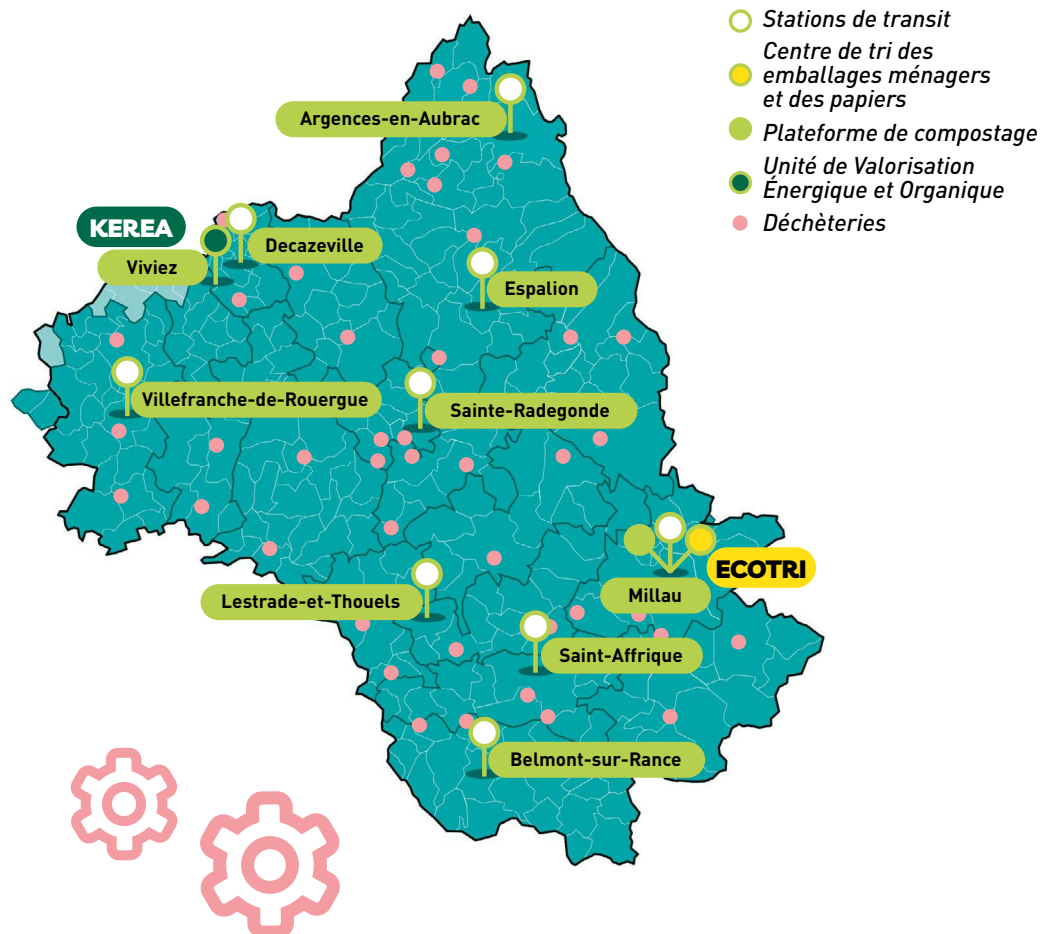 Stations de transit
Centre de tri des
emballages ménagers
et des papiers
Plateforme de compostage
Unité de Valorisation
Énergique et Organique
Déchèteries
Argences-en-Aubrac
KEREA
Decazeville
Viviez
Espalion
Villefranche-de-Rouergue
Sainte-Radegonde
ECOTRI
Millau
Lestrade-et-Thouels
Saint-Affrique
Belmont-sur-Rance